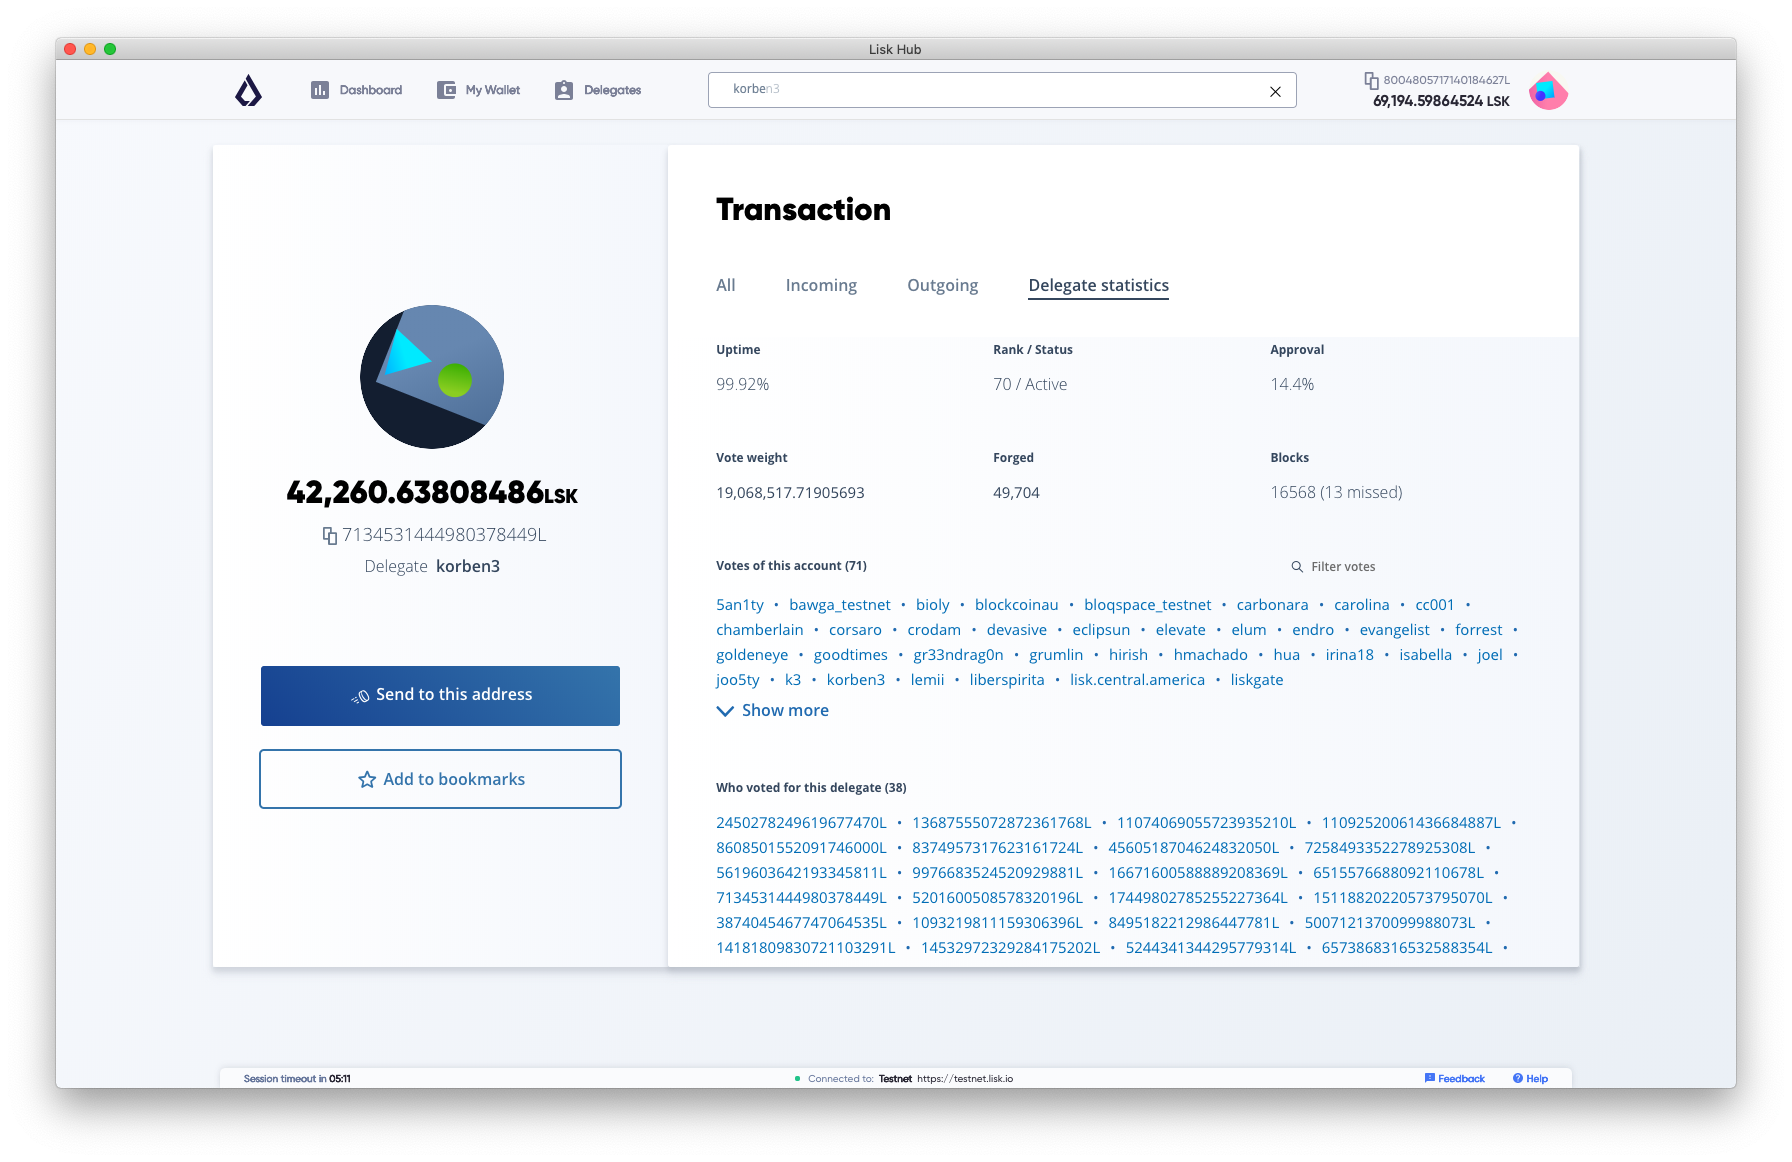 Lisk Hub
Dashboard My Wallet Delegates korben3 8004805717140184627L
69,194.59864524 LSK
Transaction
All Incoming Outgoing Delegate statistics
Uptime Rank / Status Approval
99.92% 70 / Active 14.4%
Vote weight Forged Blocks
19,068,517.71905693 49,704 16568 (13 missed)
42,260.63808486LSK
7134531444980378449L
Delegate korben3
Send to this address
Add to bookmarks
Votes of this account (71) Filter votes
5an1ty • bawga_testnet • bioly • blockcoinau • bloqspace_testnet • carbonara • carolina • cc001 •
chamberlain • corsaro • crodam • devasive • eclipsun • elevate • elum • endro • evangelist • forrest •
goldeneye • goodtimes • gr33ndrag0n • grumlin • hirish • hmachado • hua • irina18 • isabella • joel •
joo5ty • k3 • korben3 • lemii • liberspirita • lisk.central.america • liskgate
Show more
Who voted for this delegate (38)
2450278249619677470L • 13687555072872361768L • 11074069055723935210L • 11092520061436684887L •
8608501552091746000L • 8374957317623161724L • 4560518704624832050L • 7258493352278925308L •
5619603642193345811L • 9976683524520929881L • 16671600588889208369L • 6515576688092110678L •
7134531444980378449L • 5201600508578320196L • 17449802785255227364L • 15118820220573795070L •
3874045467747064535L • 1093219811159306396L • 8495182212986447781L • 5007121370099988073L •
14181809830721103291L • 14532972329284175202L • 5244341344295779314L • 6573868316532588354L •
Session timeout in 05:11 Connected to: Testnet https://testnet.lisk.io Feedback Help